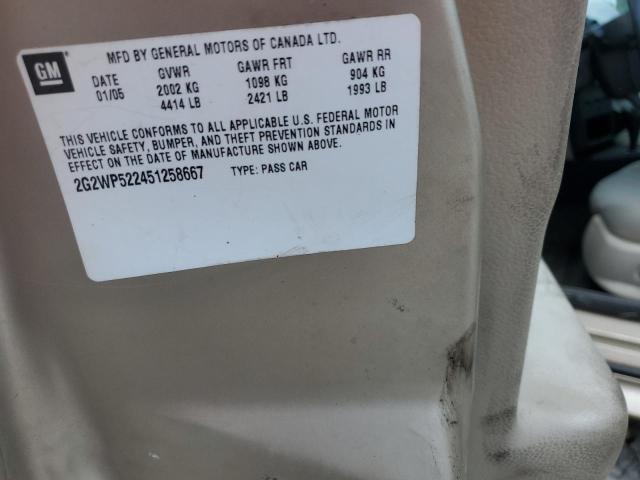 GM
MFD BY GENERAL MOTORS OF CANADA LTD.
DATE GVWR GAWR FRT GAWR RR
01/05 2002 KG 1098 KG 904 KG
4414 LB 2421 LB 1993 LB
THIS VEHICLE CONFORMS TO ALL APPLICABLE U.S. FEDERAL MOTOR
VEHICLE SAFETY, BUMPER, AND THEFT PREVENTION STANDARDS IN
EFFECT ON THE DATE OF MANUFACTURE SHOWN ABOVE.
2G2WP522451258667 TYPE: PASS CAR